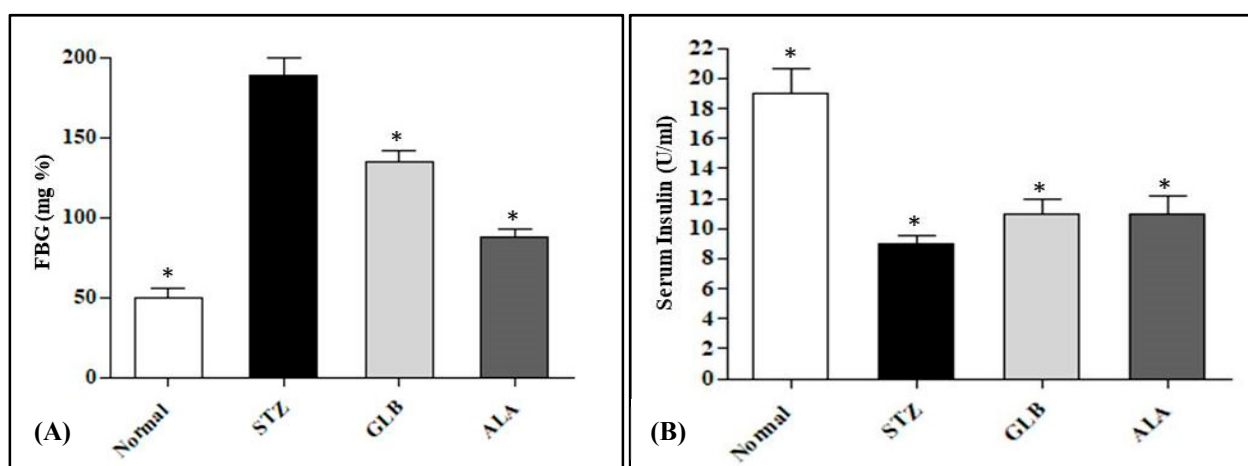 200
150
100
50
0
FBG (mg %)
*
*
*
Normal
STZ
GLB
ALA
(A)
22
20
18
16
14
12
10
8
6
4
2
0
Serum Insulin (U/ml)
*
*
*
*
Normal
STZ
GLB
ALA
(B)